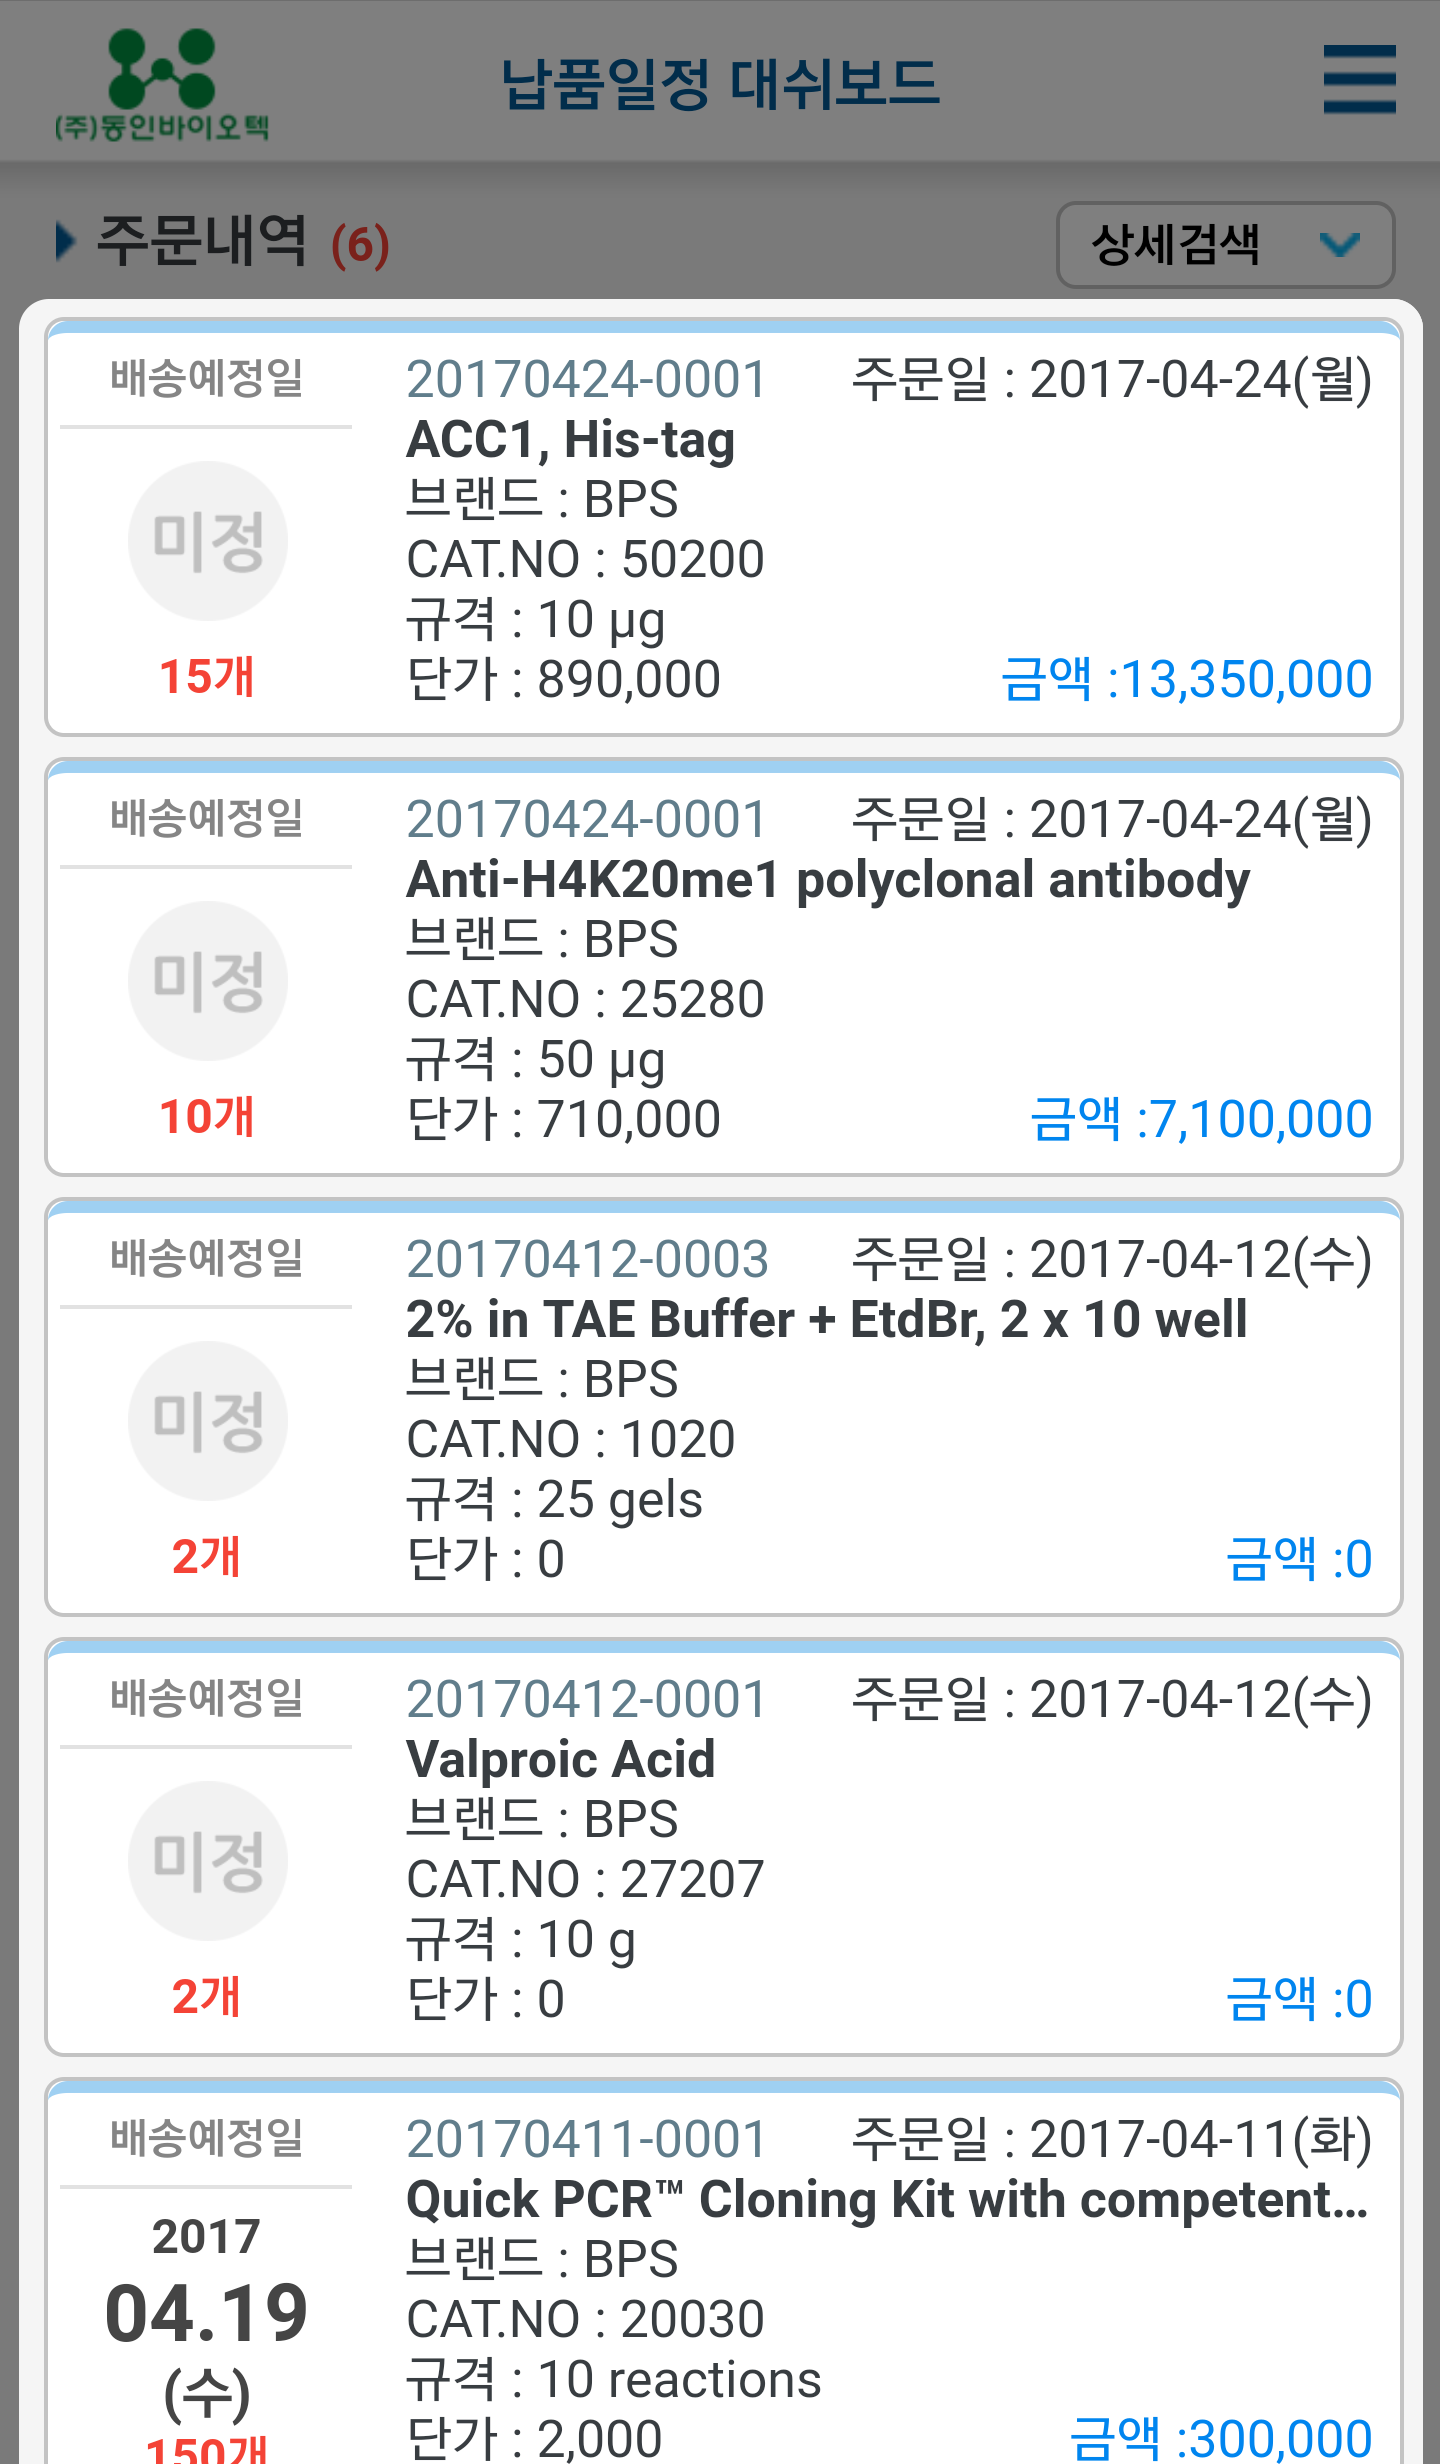 (주)동인바이오텍
납품일정 대쉬보드
주문내역 (6)
상세검색
배송예정일
미정
15개
20170424-0001 주문일 : 2017-04-24(월)
ACC1, His-tag
브랜드 : BPS
CAT.NO : 50200
규격 : 10 µg
단가 : 890,000 금액 :13,350,000
배송예정일
미정
10개
20170424-0001 주문일 : 2017-04-24(월)
Anti-H4K20me1 polyclonal antibody
브랜드 : BPS
CAT.NO : 25280
규격 : 50 µg
단가 : 710,000 금액 :7,100,000
배송예정일
미정
2개
20170412-0003 주문일 : 2017-04-12(수)
2% in TAE Buffer + EtdBr, 2 x 10 well
브랜드 : BPS
CAT.NO : 1020
규격 : 25 gels
단가 : 0 금액 :0
배송예정일
미정
2개
20170412-0001 주문일 : 2017-04-12(수)
Valproic Acid
브랜드 : BPS
CAT.NO : 27207
규격 : 10 g
단가 : 0 금액 :0
배송예정일
2017
04.19
(수)
150개
20170411-0001 주문일 : 2017-04-11(화)
Quick PCR™ Cloning Kit with competent...
브랜드 : BPS
CAT.NO : 20030
규격 : 10 reactions
단가 : 2,000 금액 :300,000